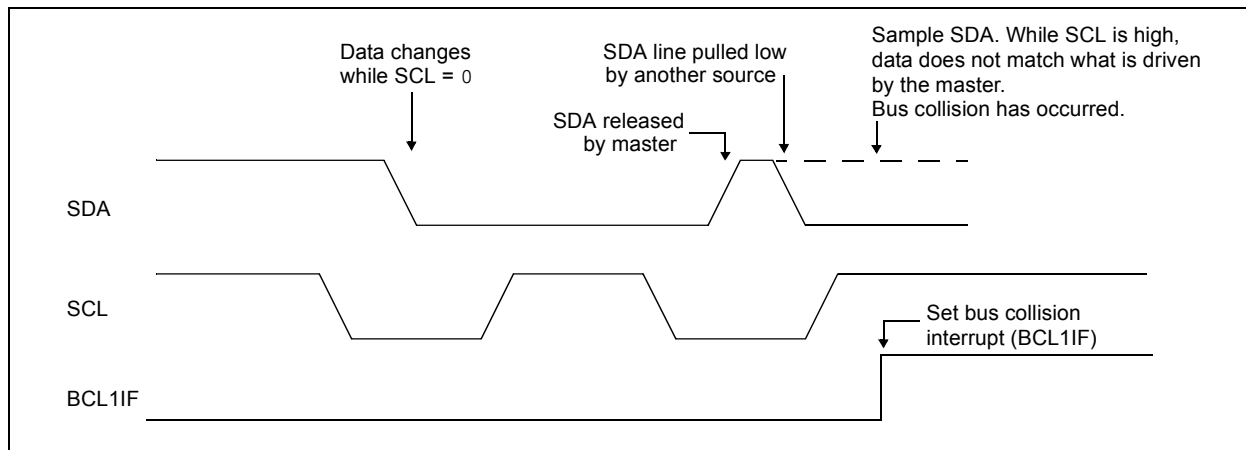 Data changes
while SCL = 0
SDA line pulled low
by another source
Sample SDA. While SCL is high,
data does not match what is driven
by the master.
Bus collision has occurred.
SDA released
by master
SDA
SCL
Set bus collision
interrupt (BCL1IF)
BCL1IF